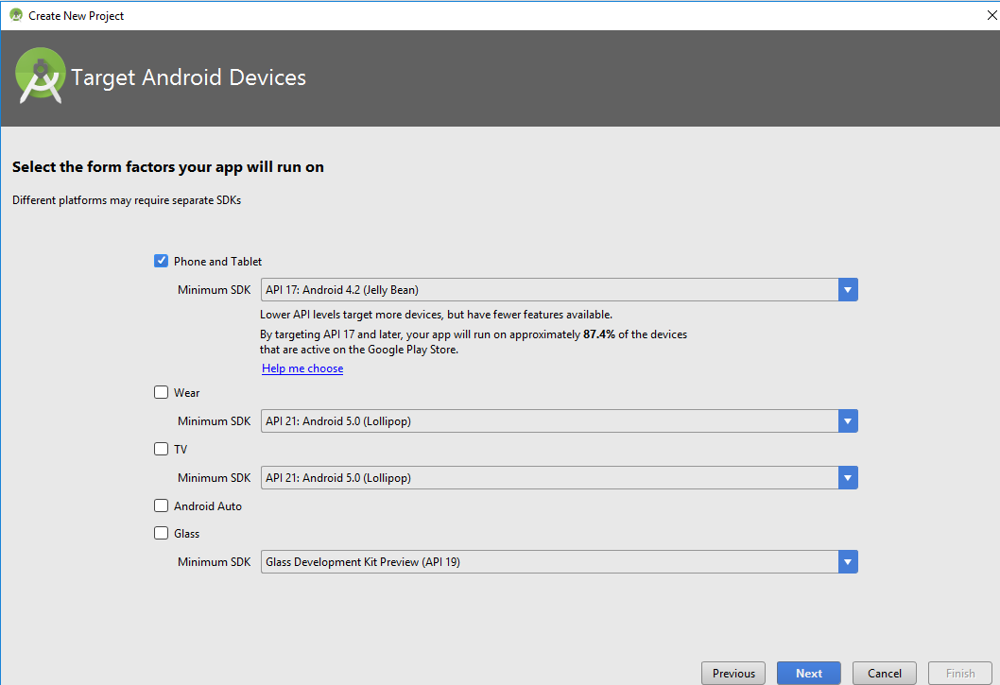 Create New Project
Target Android Devices
Select the form factors your app will run on
Different platforms may require separate SDKs
Phone and Tablet
Minimum SDK API 17: Android 4.2 (Jelly Bean)
Lower API levels target more devices, but have fewer features available.
By targeting API 17 and later, your app will run on approximately 87.4% of the devices
that are active on the Google Play Store.
Help me choose
Wear
Minimum SDK API 21: Android 5.0 (Lollipop)
TV
Minimum SDK API 21: Android 5.0 (Lollipop)
Android Auto
Glass
Minimum SDK Glass Development Kit Preview (API 19)
Previous Next Cancel Finish